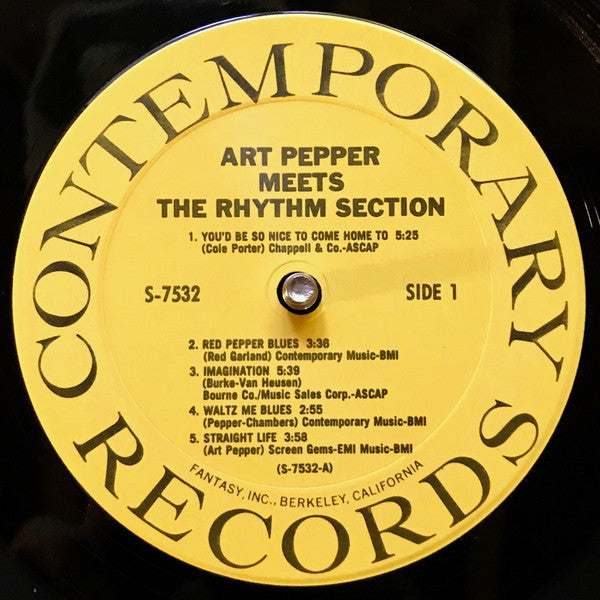 CONTEMPORARY
ART PEPPER
MEETS
THE RHYTHM SECTION
1. YOU'D BE SO NICE TO COME HOME TO 5:25
(Cole Porter) Chappell & Co.-ASCAP
S-7532
SIDE 1
2. RED PEPPER BLUES 3:36
(Red Garland) Contemporary Music-BMI
3. IMAGINATION 5:39
(Burke-Van Heusen)
Bourne Co./Music Sales Corp.-ASCAP
4. WALTZ ME BLUES 2:55
(Pepper-Chambers) Contemporary Music-BMI
5. STRAIGHT LIFE 3:58
(Art Pepper) Screen Gems-EMI Music-BMI
(S-7532-A)
FANTASY, INC., BERKELEY, CALIFORNIA
RECORDS